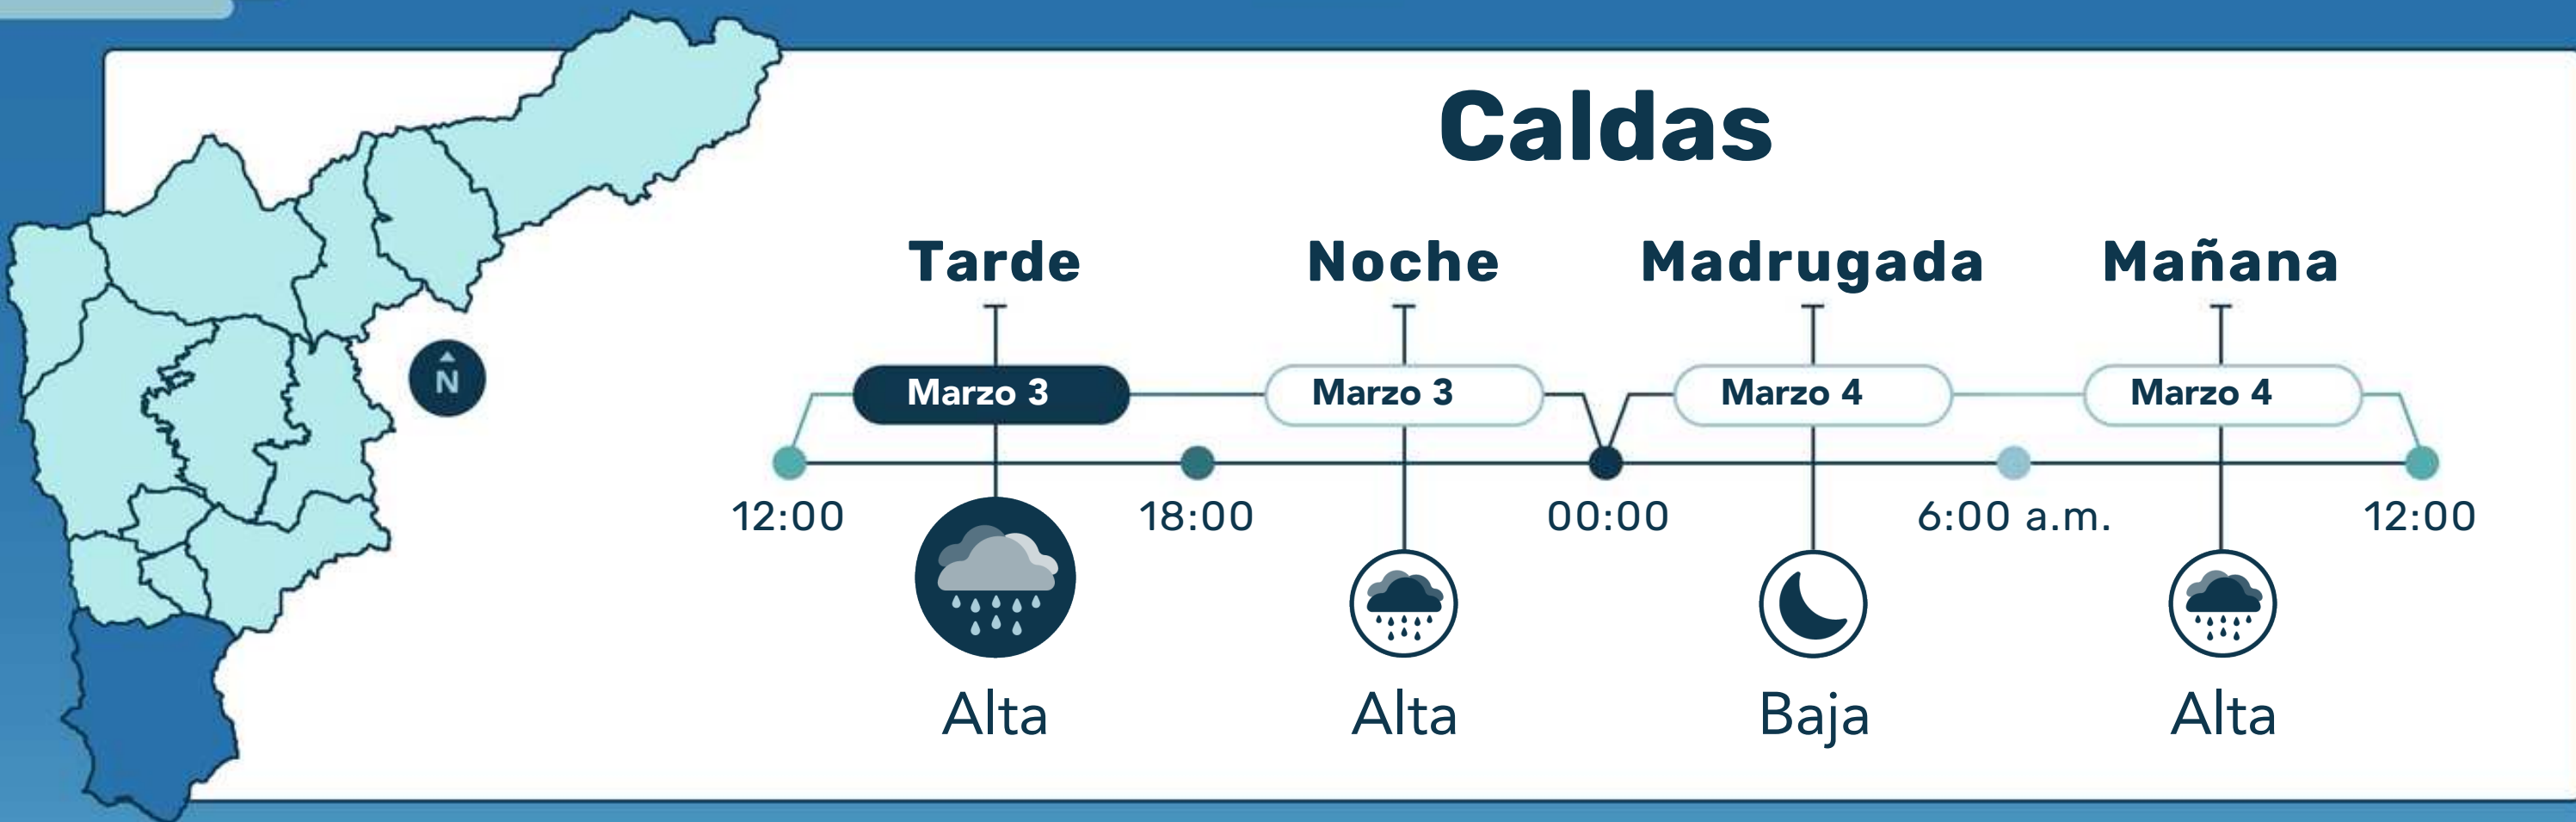 Caldas
Tarde Noche Madrugada Mañana
N
Marzo 3 Marzo 3 Marzo 4 Marzo 4
12:00 18:00 00:00 6:00 a.m. 12:00
Alta Alta Baja Alta